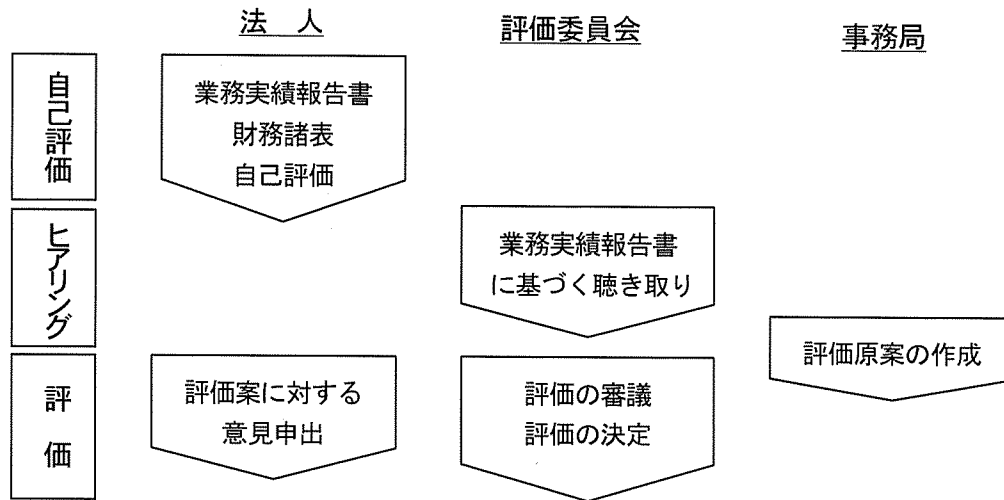 法　人
評価委員会
事務局
自己評価
業務実績報告書
財務諸表
自己評価
ヒアリング
業務実績報告書
に基づく聴き取り
評価原案の作成
評　価
評価案に対する
意見申出
評価の審議
評価の決定